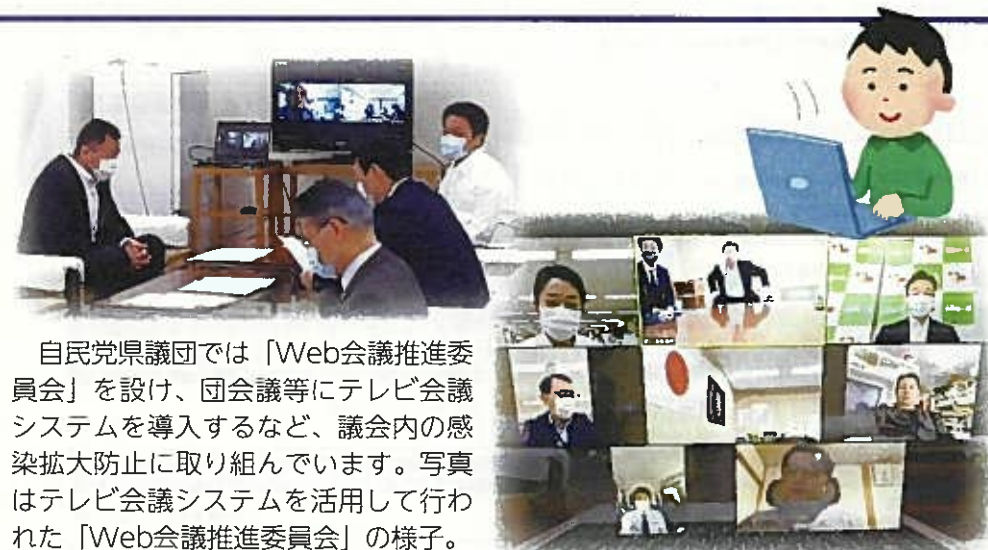 自民党県議団では「Web会議推進委
員会」を設け、団会議等にテレビ会議
システムを導入するなど、議会内の感
染拡大防止に取り組んでいます。写真
はテレビ会議システムを活用して行わ
れた「Web会議推進委員会」の様子。